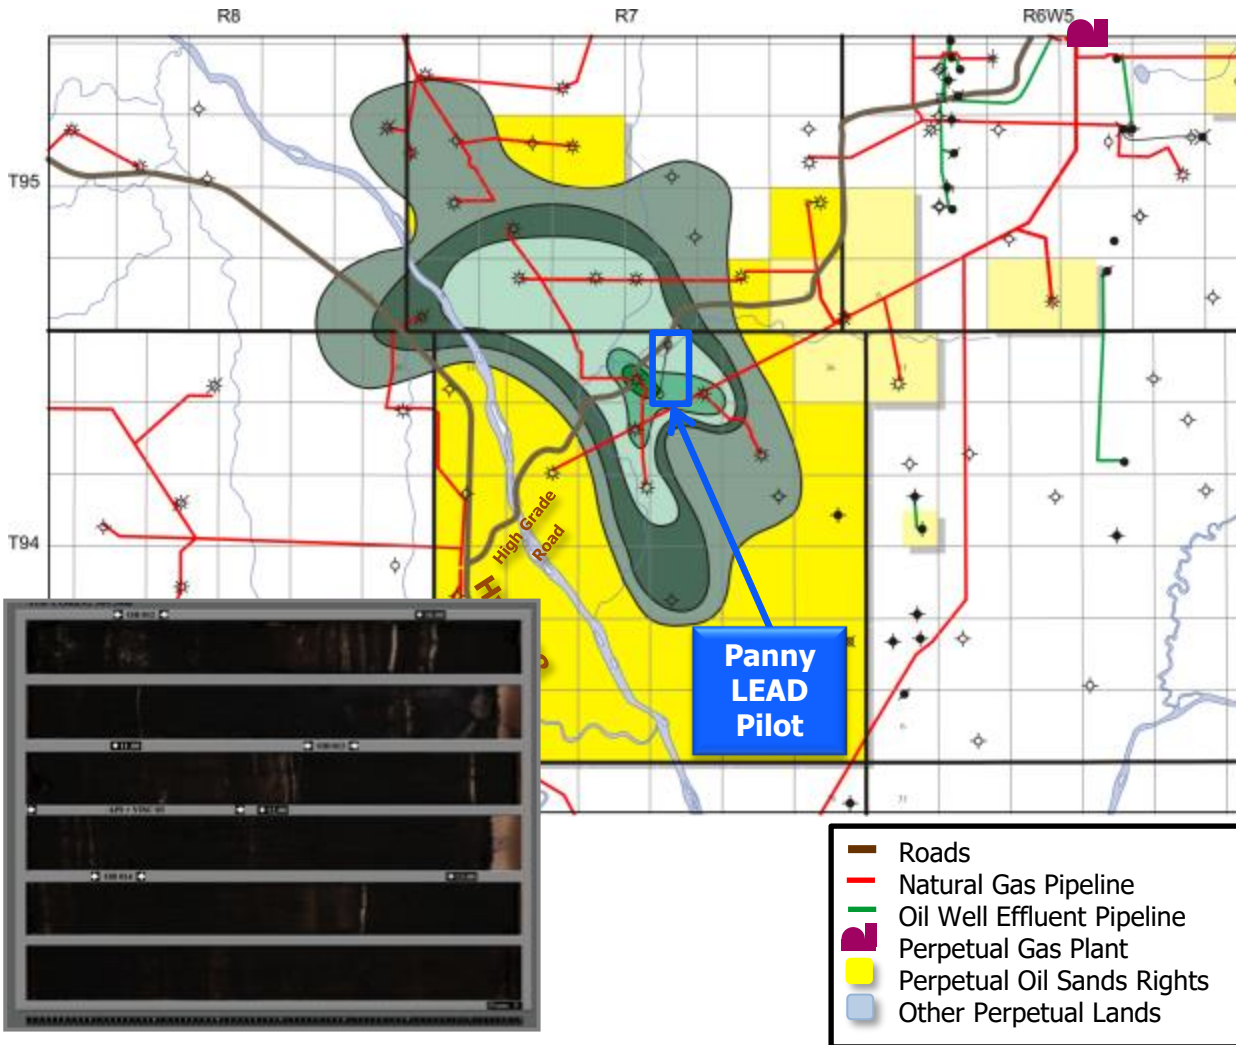 R8
R7
R6W5
T95
T94
High Grade
Road
Panny
LEAD
Pilot
Roads
Natural Gas Pipeline
Oil Well Effluent Pipeline
Perpetual Gas Plant
Perpetual Oil Sands Rights
Other Perpetual Lands